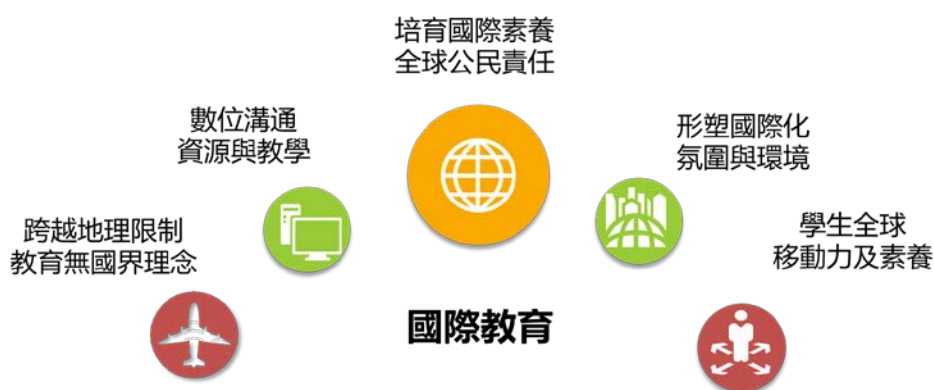 培育國際素養
全球公民責任
數位溝通
資源與教學
形塑國際化
氛圍與環境
跨越地理限制
教育無國界理念
學生全球
移動力及素養
國際教育